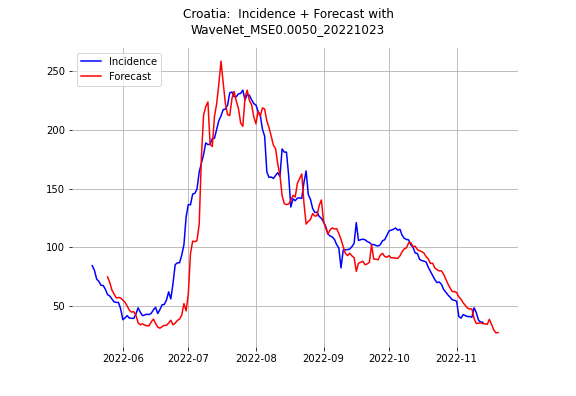 Croatia:  Incidence + Forecast with
WaveNet_MSE0.0050_20221023
Incidence
Forecast
250
200
150
100
50
2022-06
2022-07
2022-08
2022-09
2022-10
2022-11